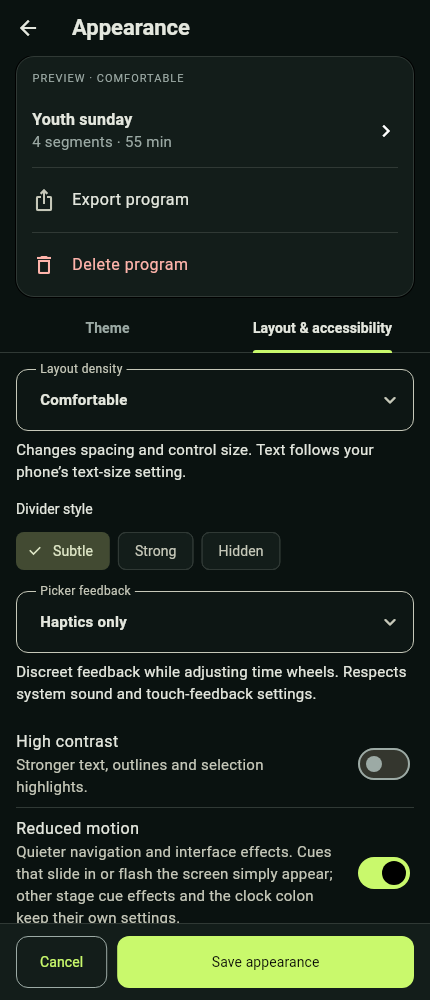 Appearance
PREVIEW · COMFORTABLE
Youth sunday
4 segments · 55 min
Export program
Delete program
Theme
Layout & accessibility
Layout density
Comfortable
Changes spacing and control size. Text follows your
phone’s text-size setting.
Divider style
Subtle
Strong
Hidden
Picker feedback
Haptics only
Discreet feedback while adjusting time wheels. Respects
system sound and touch-feedback settings.
High contrast
Stronger text, outlines and selection
highlights.
Reduced motion
Quieter navigation and interface effects. Cues
that slide in or flash the screen simply appear;
other stage cue effects and the clock colon
keep their own settings.
Cancel
Save appearance